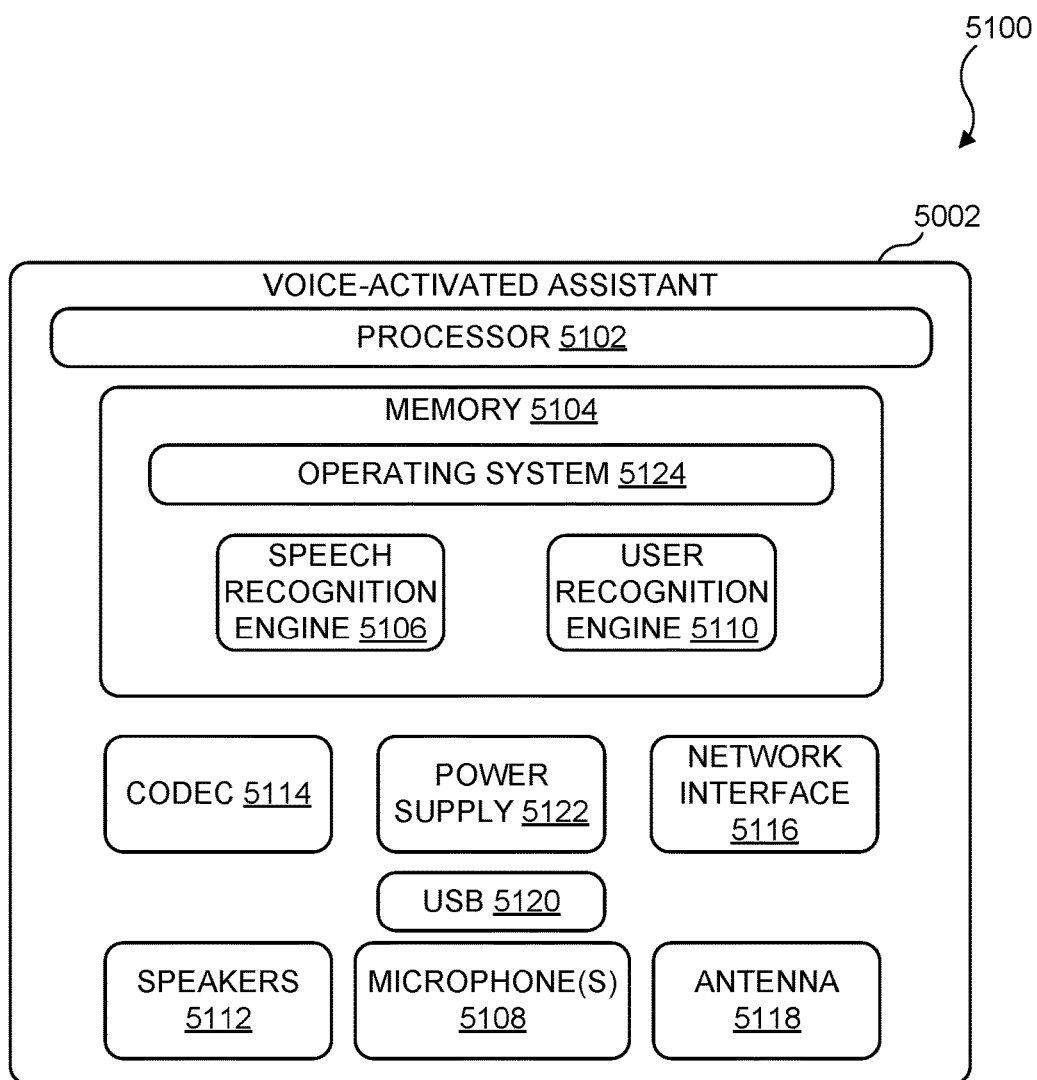 5100
5002
VOICE-ACTIVATED ASSISTANT
PROCESSOR 5102
MEMORY 5104
OPERATING SYSTEM 5124
SPEECH
RECOGNITION
ENGINE 5106
USER
RECOGNITION
ENGINE 5110
CODEC 5114
POWER
SUPPLY 5122
NETWORK
INTERFACE
5116
USB 5120
SPEAKERS
5112
MICROPHONE(S)
5108
ANTENNA
5118